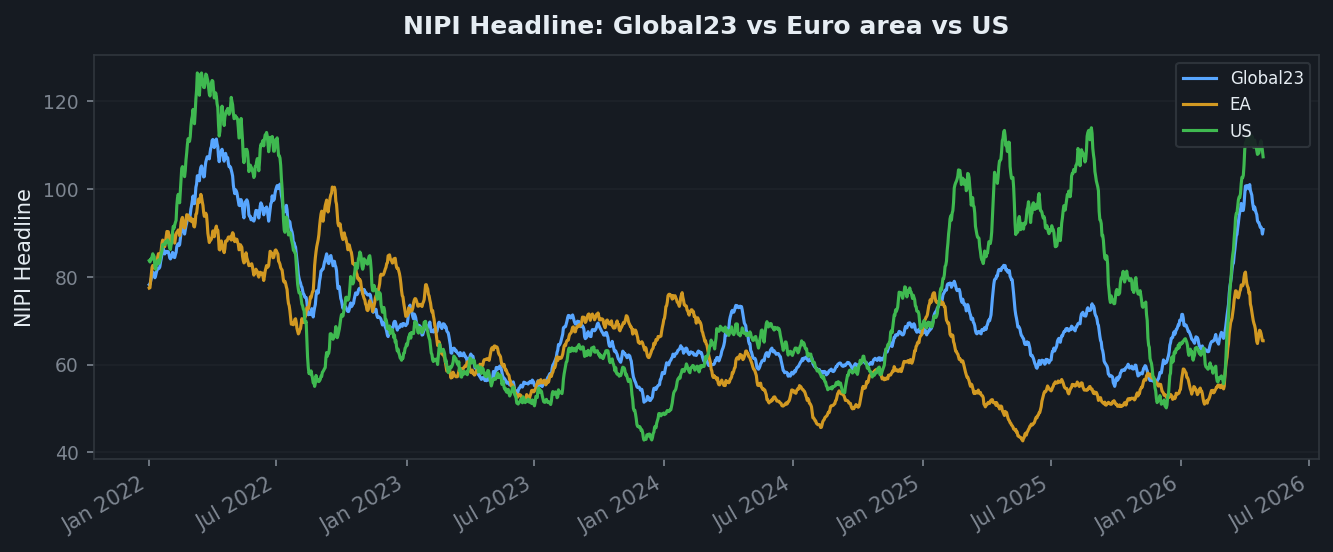 NIPI Headline: Global23 vs Euro area vs US
Global23
EA
US
NIPI Headline
120
100
80
60
40
Jan 2022
Jul 2022
Jan 2023
Jul 2023
Jan 2024
Jul 2024
Jan 2025
Jul 2025
Jan 2026
Jul 2026